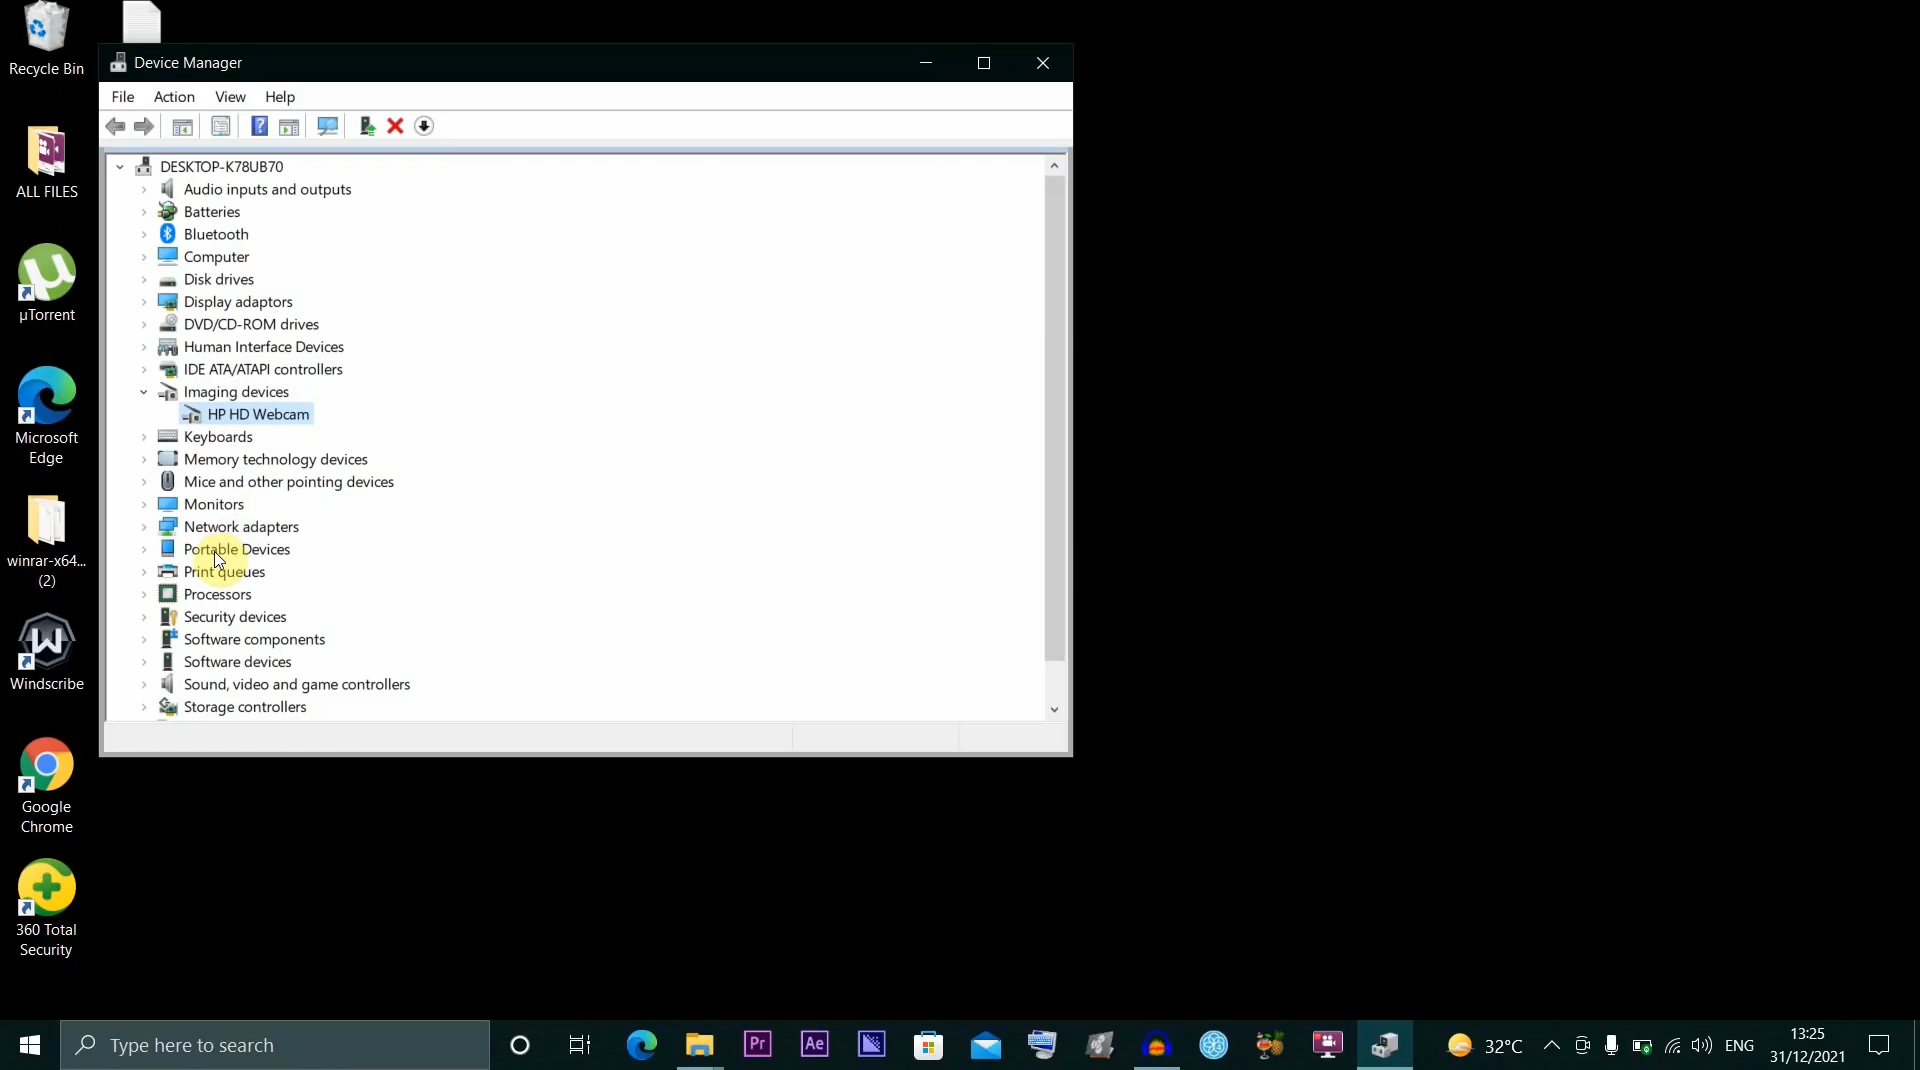 Recycle Bin
ALL FILES
µTorrent
Microsoft
Edge
winrar-x64...
(2)
Windscribe
Google
Chrome
360 Total
Security
Device Manager
File Action View Help
DESKTOP-K78UB70
Audio inputs and outputs
Batteries
Bluetooth
Computer
Disk drives
Display adaptors
DVD/CD-ROM drives
Human Interface Devices
IDE ATA/ATAPI controllers
Imaging devices
HP HD Webcam
Keyboards
Memory technology devices
Mice and other pointing devices
Monitors
Network adapters
Portable Devices
Print queues
Processors
Security devices
Software components
Software devices
Sound, video and game controllers
Storage controllers
Type here to search
Pr
Ae
32°C
ENG
13:25
31/12/2021